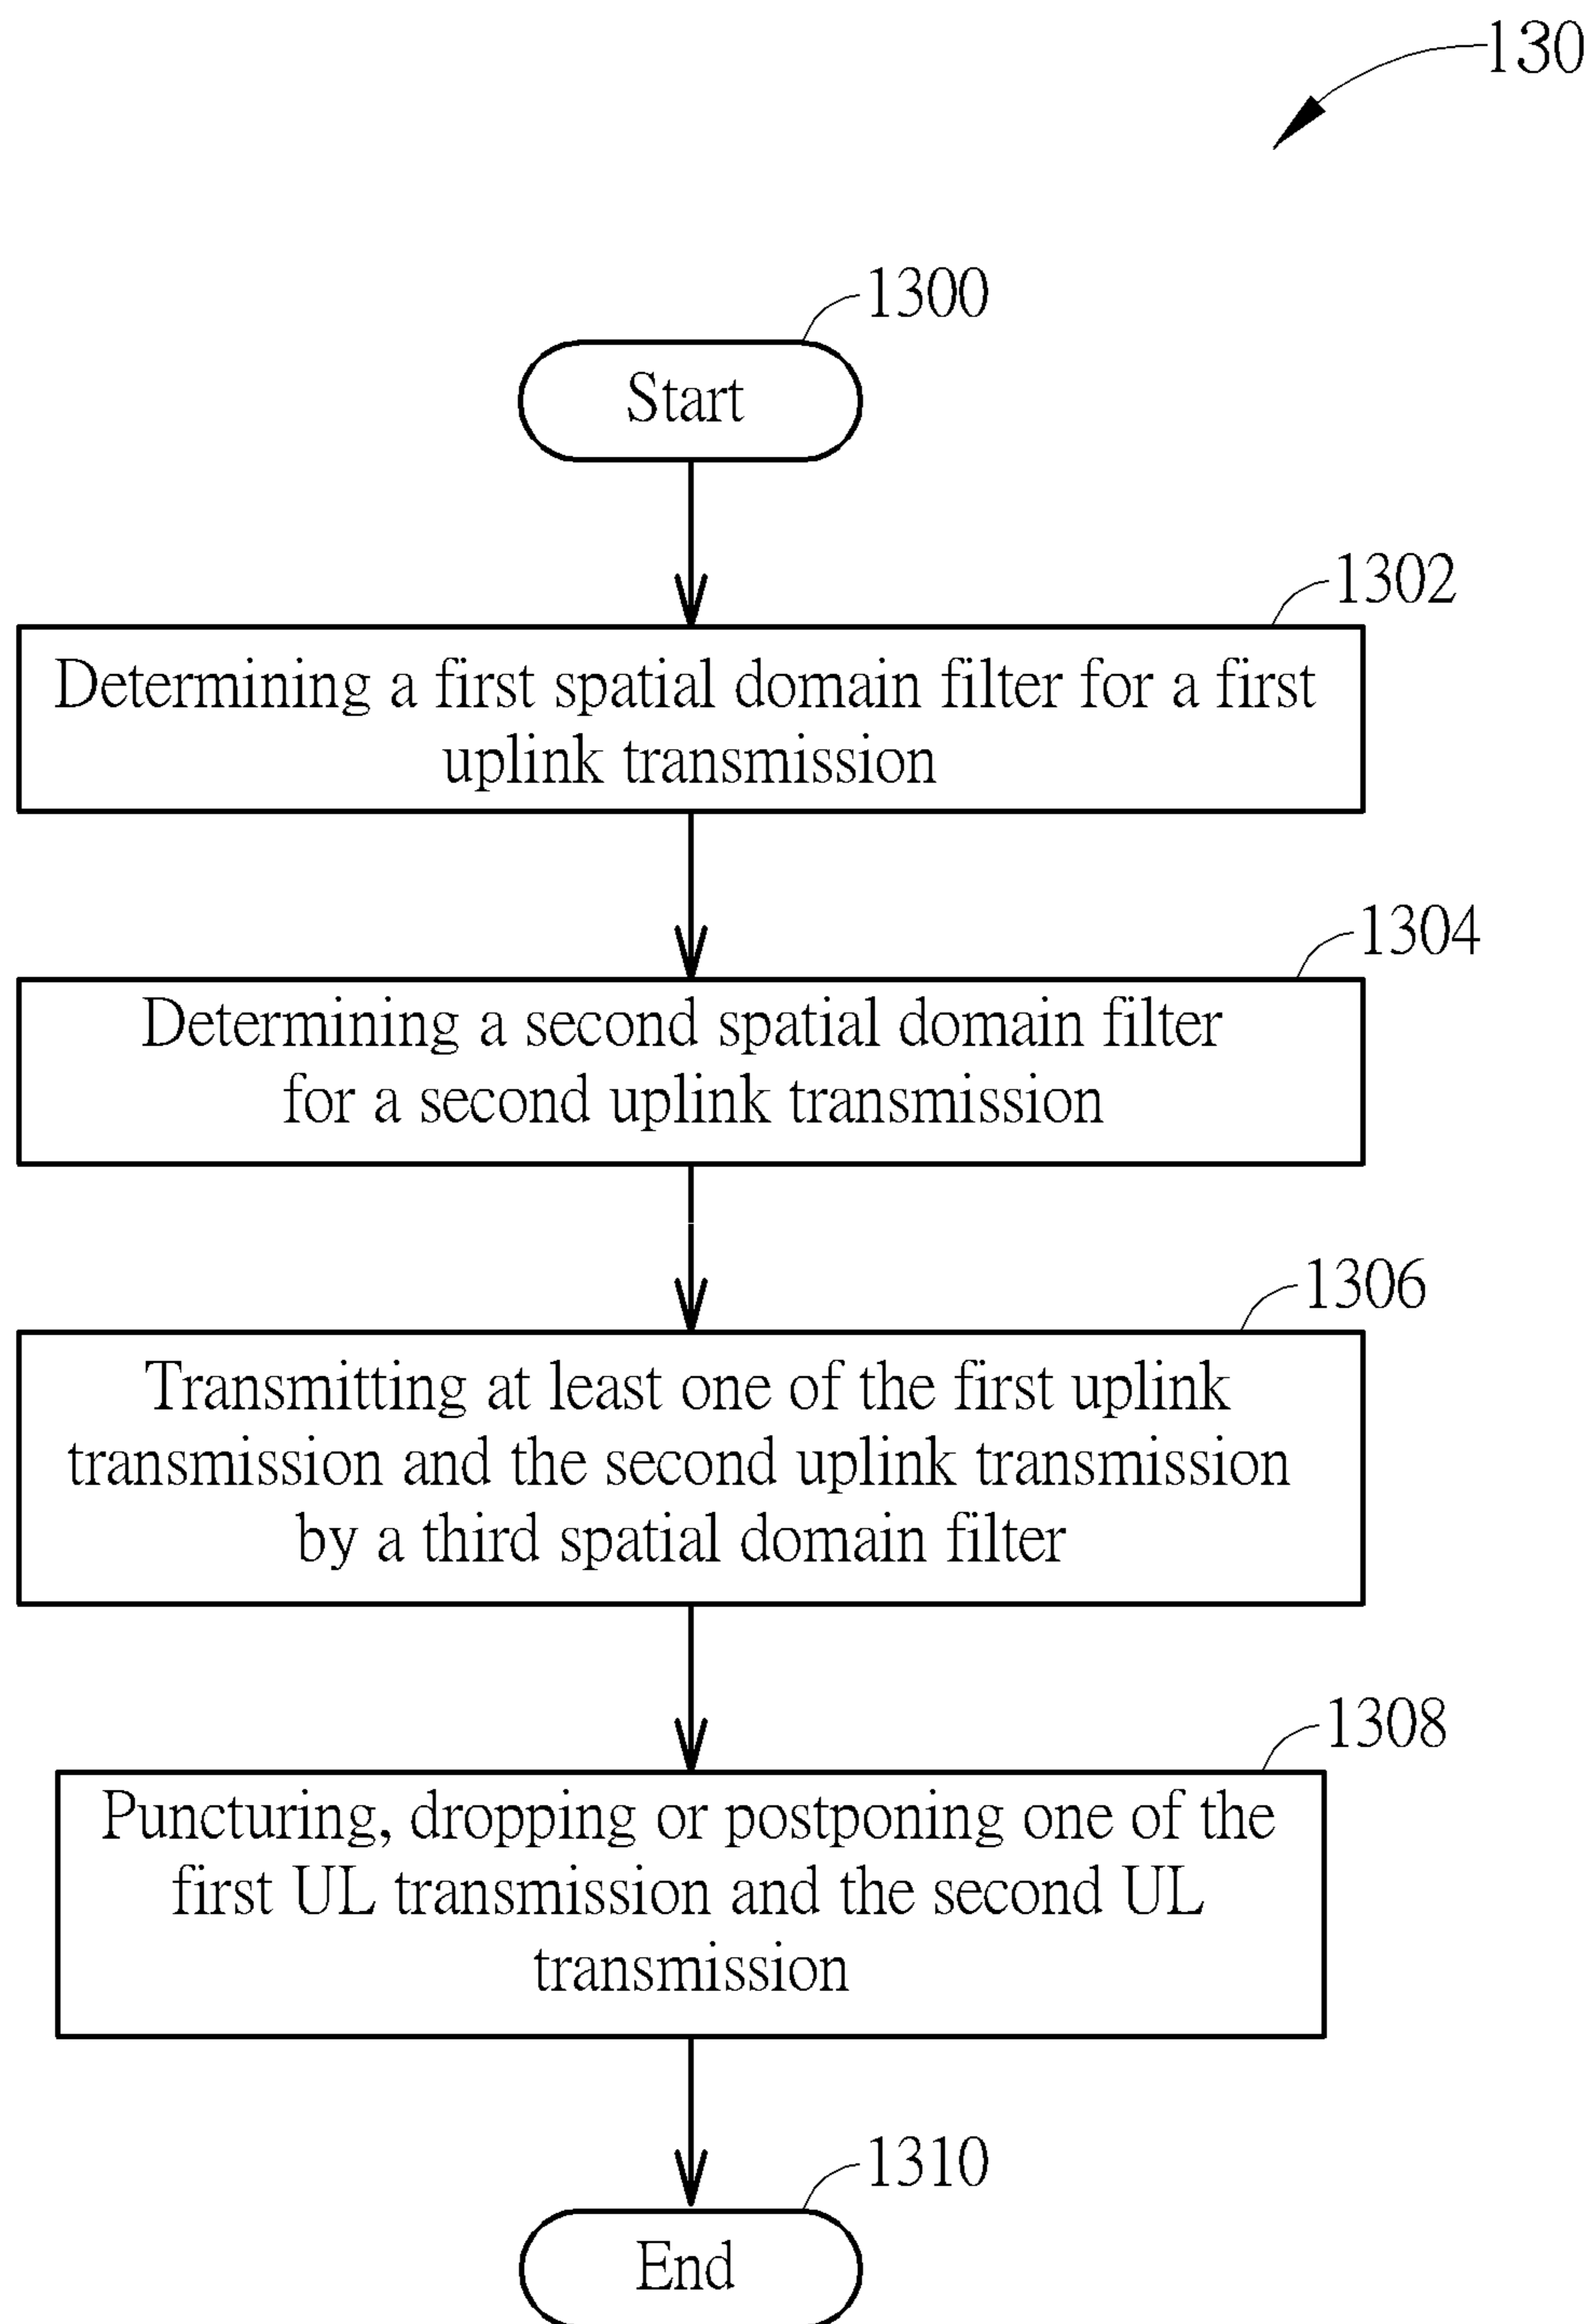 130
1300
Start
1302
Determining a first spatial domain filter for a first
uplink transmission
1304
Determining a second spatial domain filter
for a second uplink transmission
1306
Transmitting at least one of the first uplink
transmission and the second uplink transmission
by a third spatial domain filter
1308
Puncturing, dropping or postponing one of the
first UL transmission and the second UL
transmission
1310
End